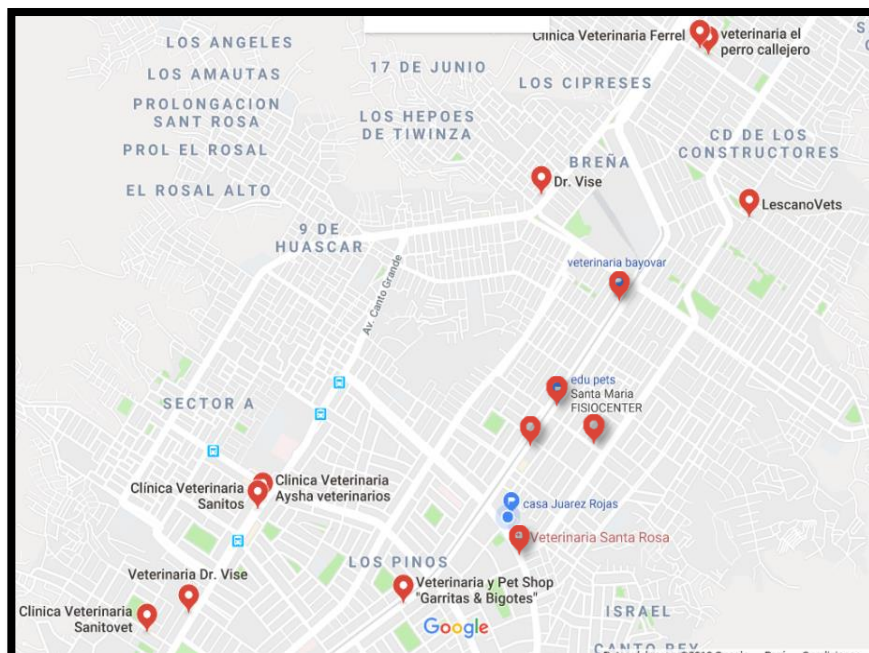 LOS ANGELES
LOS AMAUTAS
PROLONGACION
SANT ROSA
PROL EL ROSAL
EL ROSAL ALTO
17 DE JUNIO
LOS HEPOES
DE TIWINZA
9 DE
HUASCAR
Clinica Veterinaria Ferrel
veterinaria el
perro callejero
LOS CIPRESES
CD DE LOS
CONSTRUCTORES
BREÑA
Dr. Vise
LescanoVets
veterinaria bayovar
Av. Canto Grande
edu pets
Santa Maria
FISIOCENTER
SECTOR A
Clínica Veterinaria
Sanitos
Clinica Veterinaria
Aysha veterinarios
casa Juarez Rojas
Veterinaria Santa Rosa
LOS PINOS
Veterinaria Dr. Vise
Veterinaria y Pet Shop
"Garritas & Bigotes"
Clinica Veterinaria
Sanitovet
Google
ISRAEL
CANTO REY